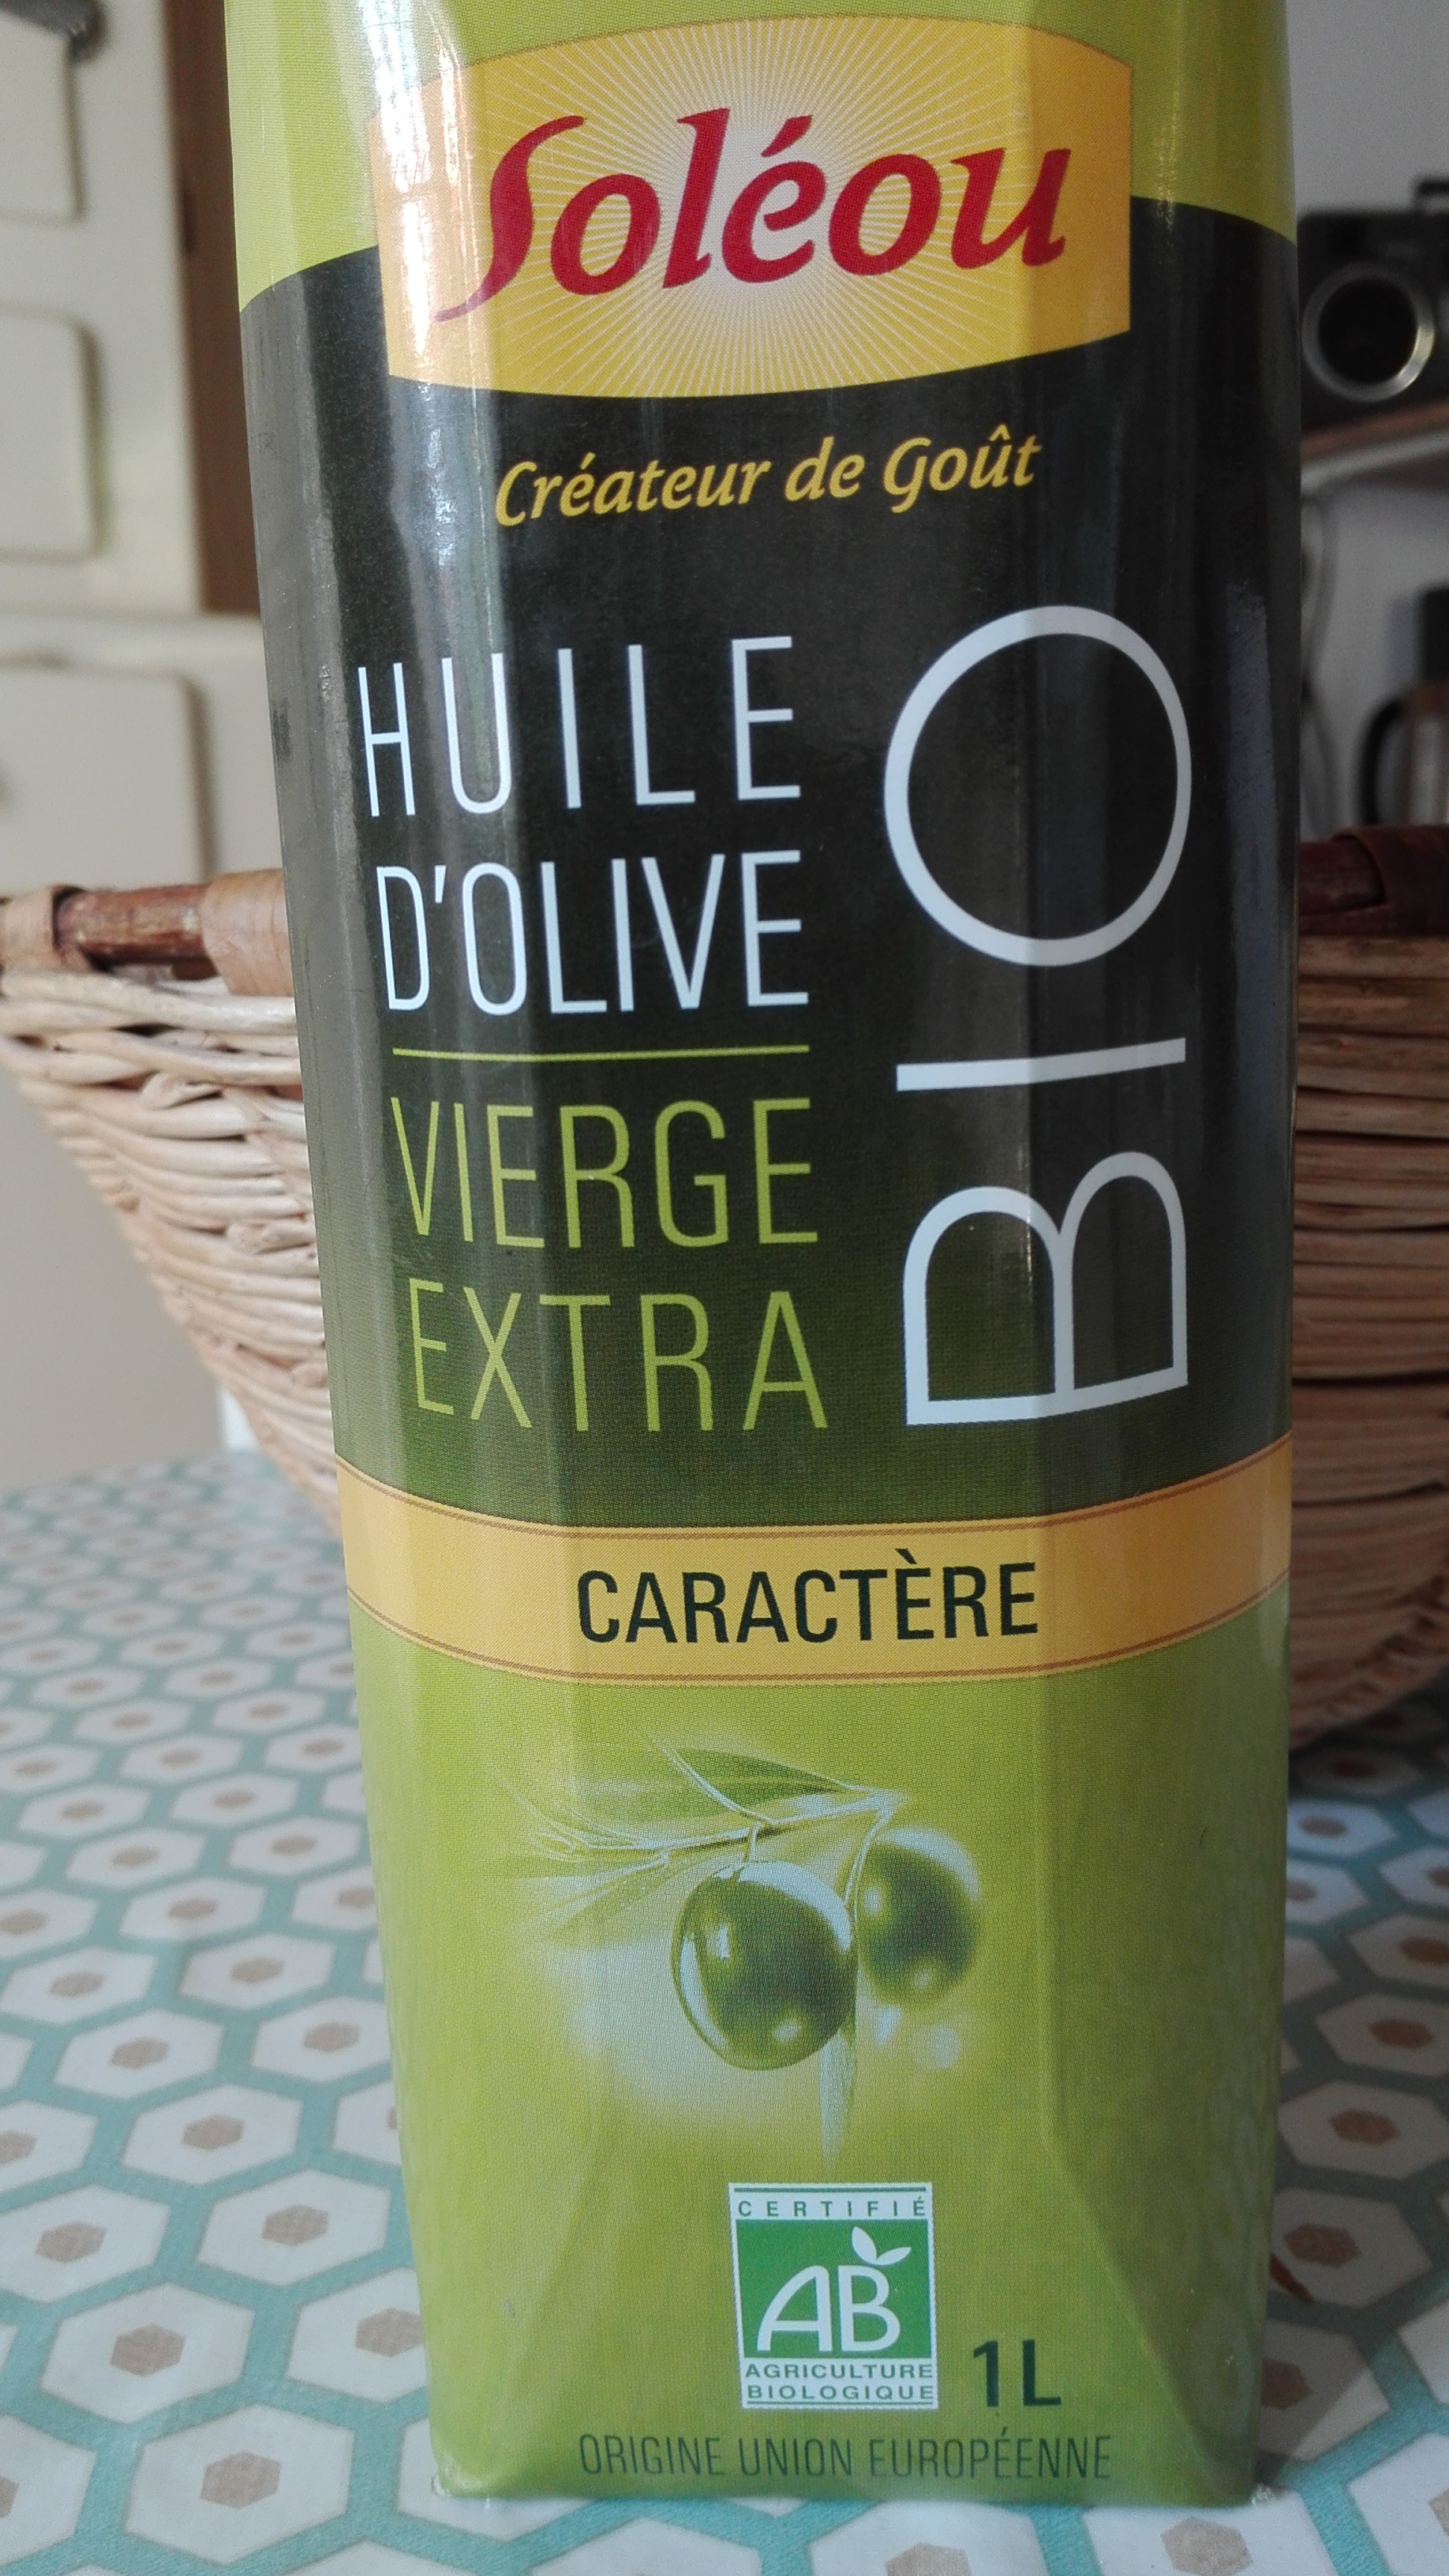 Soléou
Créateur de Goût
HUILE
D'OLIVE
VIERGE
EXTRA
BIO
CARACTÈRE
CERTIFIÉ
AB
AGRICULTURE
BIOLOGIQUE
1L
ORIGINE UNION EUROPÉENNE